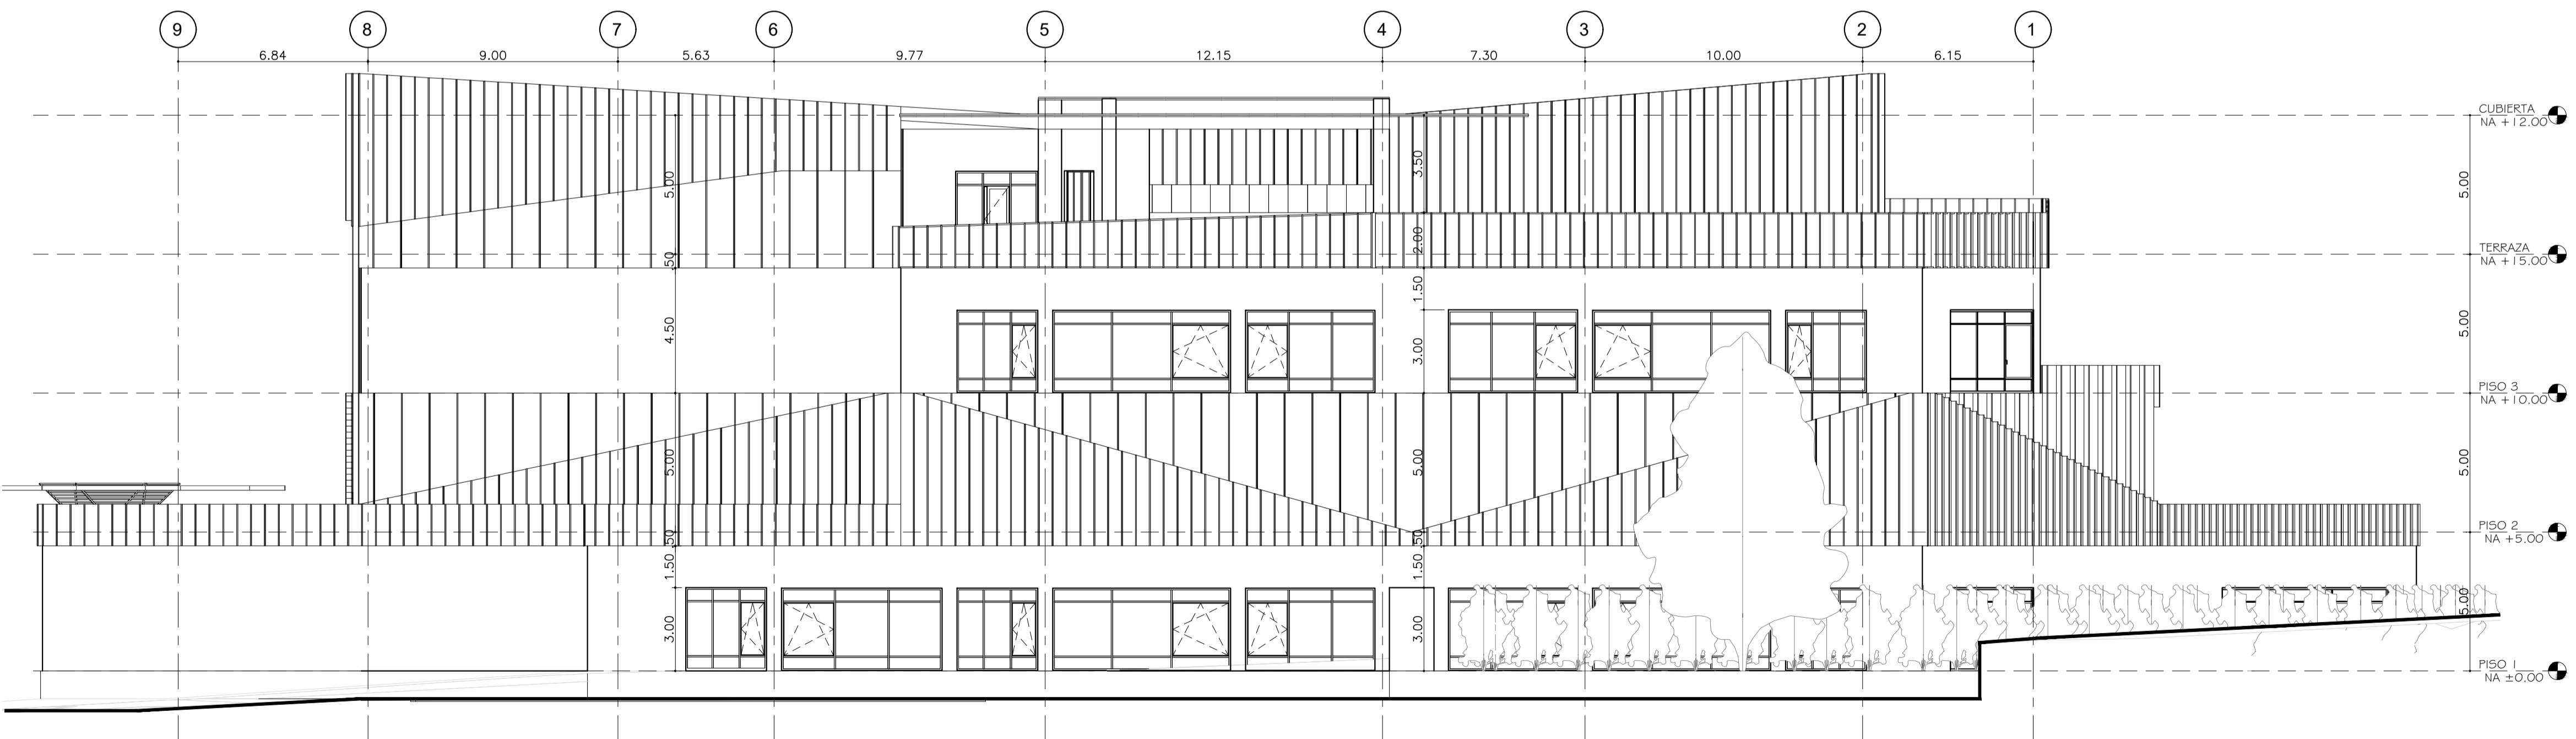 9 8 7 6 5 4 3 2 1
6.84 9.00 5.63 9.77 12.15 7.30 10.00 6.15
CUBIERTA
NA +12.00
3.50
5.00
5.00
TERRAZA
NA +15.00
2.00
.50
1.50
4.50
3.00
5.00
PISO 3
NA +10.00
5.00
5.00
5.00
PISO 2
NA +5.00
.50
.50
1.50
1.50
5.00
3.00
3.00
PISO 1
NA ±0.00